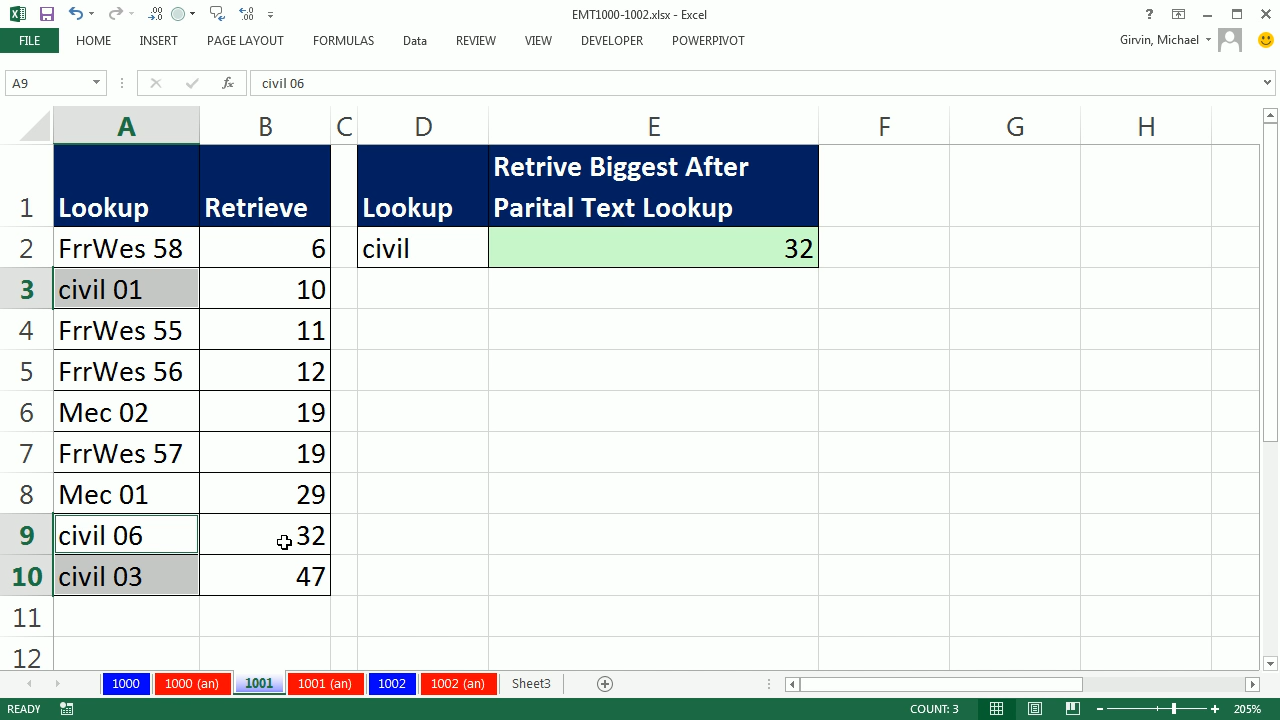 EMT1000-1002.xlsx - Excel
FILE HOME INSERT PAGE LAYOUT FORMULAS Data REVIEW VIEW DEVELOPER POWERPIVOT Girvin, Michael
A9 fx civil 06
A B C D E F G H
Retrive Biggest After
1 Lookup Retrieve Lookup Parital Text Lookup
2 FrrWes 58 6 civil 32
3 civil 01 10
4 FrrWes 55 11
5 FrrWes 56 12
6 Mec 02 19
7 FrrWes 57 19
8 Mec 01 29
9 civil 06 32
10 civil 03 47
11
12
1000 1000 (an) 1001 1001 (an) 1002 1002 (an) Sheet3
READY COUNT: 3 205%